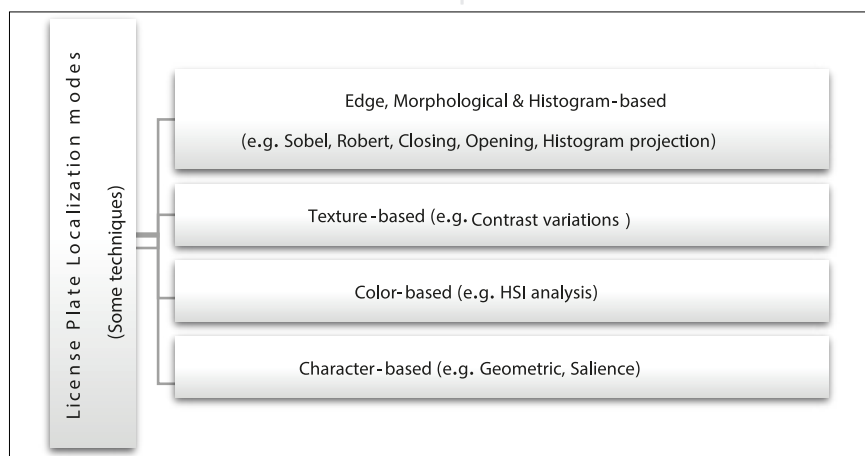 License Plate Localization modes
(Some techniques)
Edge, Morphological & Histogram-based
(e.g. Sobel, Robert, Closing, Opening, Histogram projection)
Texture-based (e.g. Contrast variations )
Color-based (e.g. HSI analysis)
Character-based (e.g. Geometric, Salience)